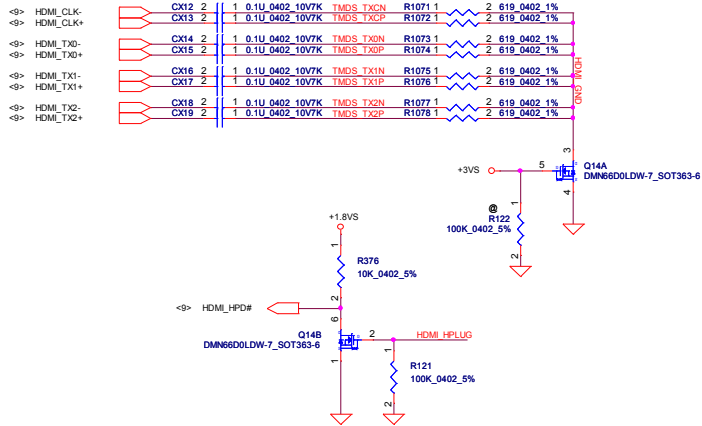 <9> HDMI_CLK- CX12 2 1 0.1U_0402_10V7K TMDS_TXCN R1071 1 2 619_0402_1%
<9> HDMI_CLK+ CX13 2 1 0.1U_0402_10V7K TMDS_TXCP R1072 1 2 619_0402_1%
<9> HDMI_TX0- CX14 2 1 0.1U_0402_10V7K TMDS_TX0N R1073 1 2 619_0402_1%
<9> HDMI_TX0+ CX15 2 1 0.1U_0402_10V7K TMDS_TX0P R1074 1 2 619_0402_1%
<9> HDMI_TX1- CX16 2 1 0.1U_0402_10V7K TMDS_TX1N R1075 1 2 619_0402_1%
<9> HDMI_TX1+ CX17 2 1 0.1U_0402_10V7K TMDS_TX1P R1076 1 2 619_0402_1%
<9> HDMI_TX2- CX18 2 1 0.1U_0402_10V7K TMDS_TX2N R1077 1 2 619_0402_1%
<9> HDMI_TX2+ CX19 2 1 0.1U_0402_10V7K TMDS_TX2P R1078 1 2 619_0402_1%
HDMI_GND
3
+3VS 5 Q14A
DMN66D0LDW-7_SOT363-6
4
1
@
R122
100K_0402_5%
2
+1.8VS
1
R376
10K_0402_5%
2
<9> HDMI_HPD#
6
Q14B 2 HDMI_HPLUG
DMN66D0LDW-7_SOT363-6
1
1
R121
100K_0402_5%
2